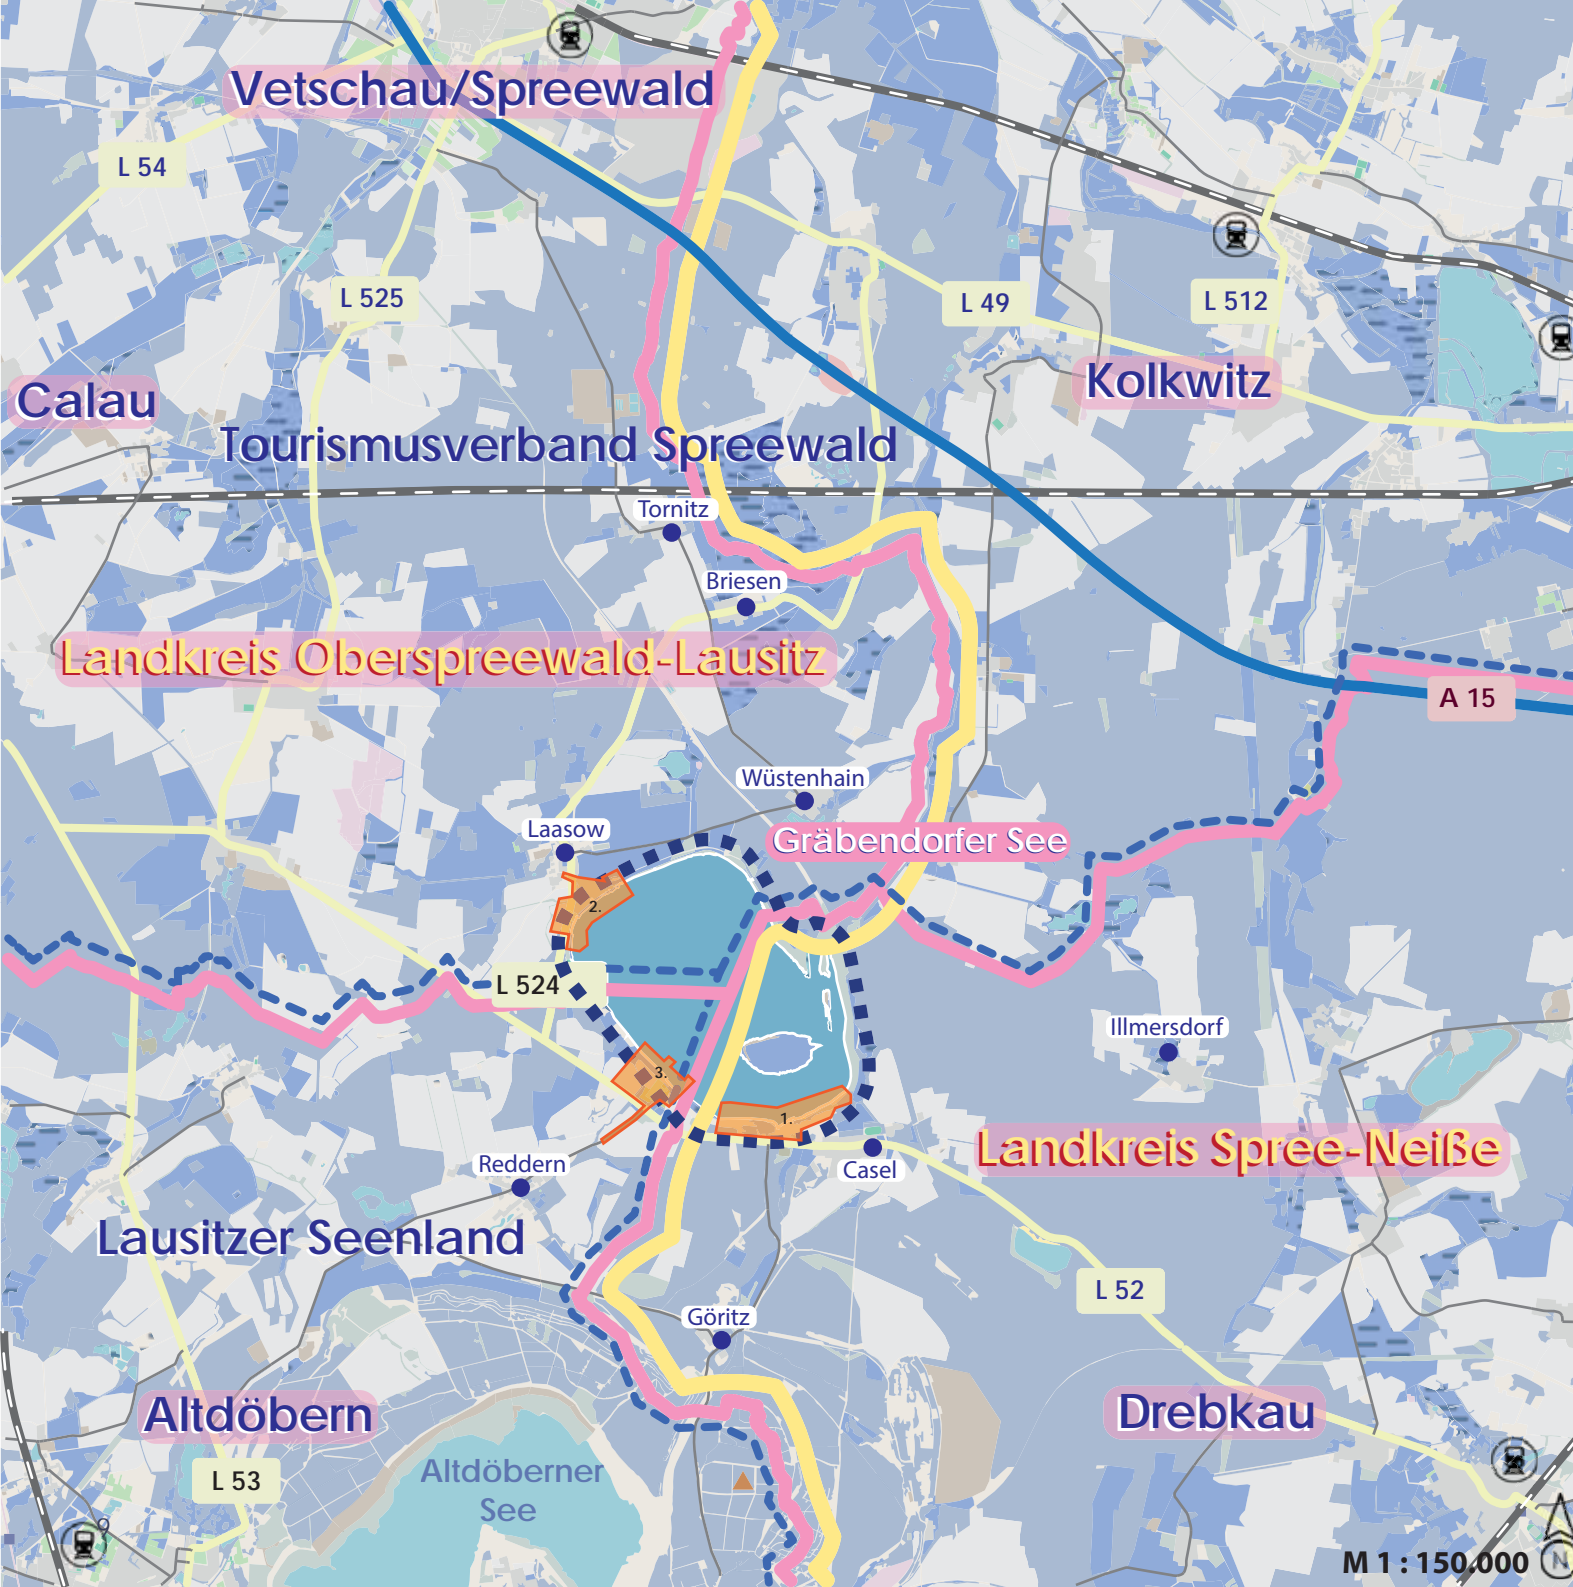 Vetschau/Spreewald
L 54
L 525
L 49
L 512
Calau
Kolkwitz
Tourismusverband Spreewald
Tornitz
Briesen
Landkreis Oberspreewald-Lausitz
A 15
Wüstenhain
Laasow
Gräbendorfer See
2.
L 524
Illmersdorf
3.
1.
Landkreis Spree-Neiße
Reddern
Casel
Lausitzer Seenland
L 52
Göritz
Altdöbern
Drebkau
Altdöberner
See
L 53
M 1 : 150.000
N